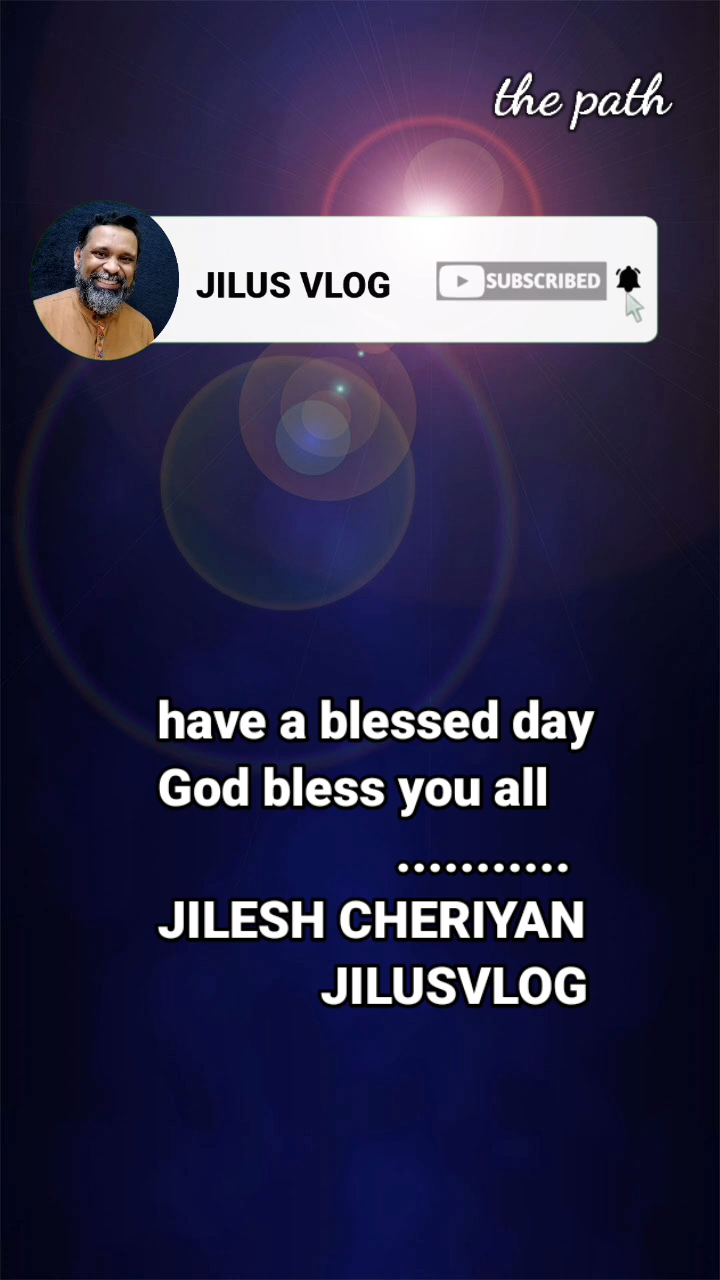 the path
JILUS VLOG
SUBSCRIBED
have a blessed day
God bless you all
...........
JILESH CHERIYAN
JILUSVLOG